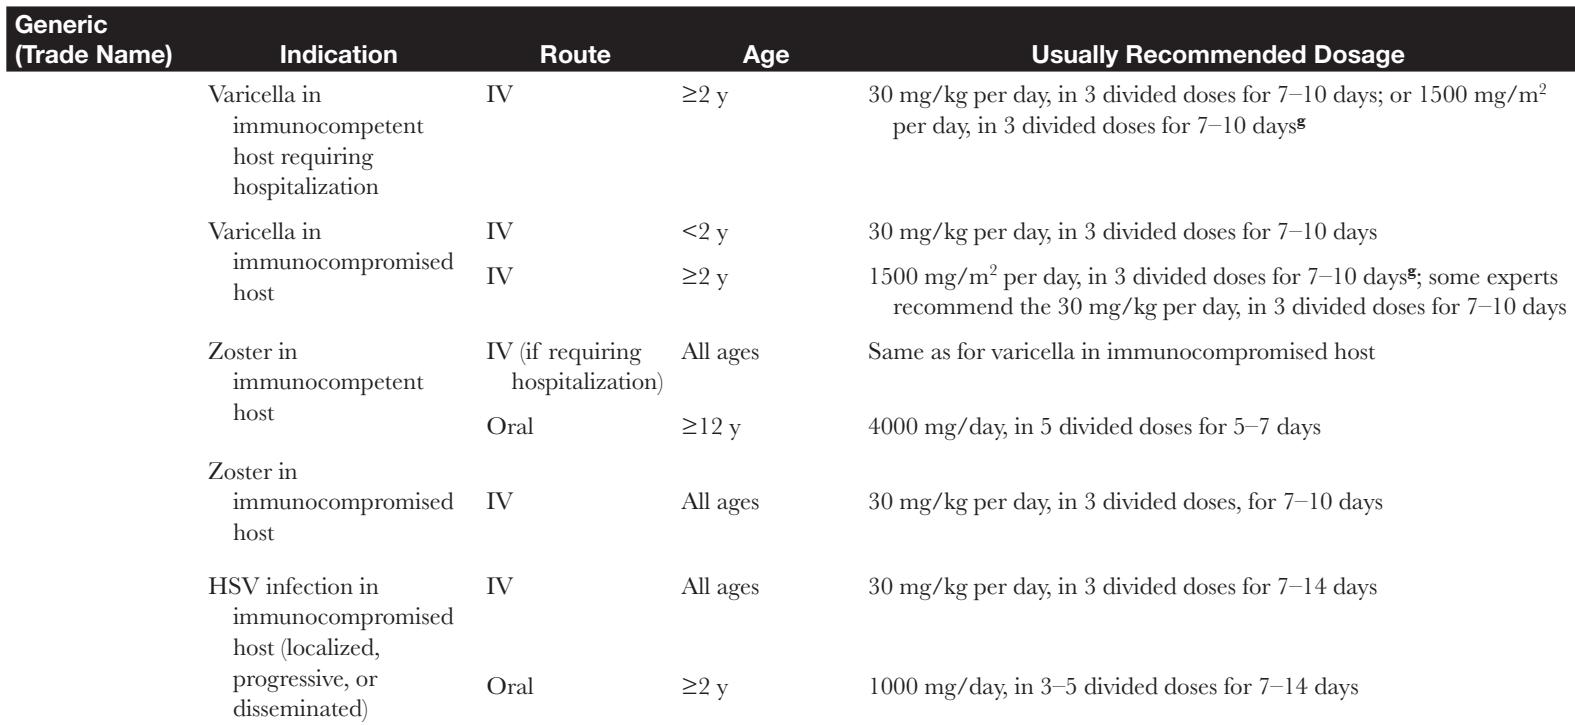 Generic
(Trade Name) Indication Route Age Usually Recommended Dosage
Varicella in IV ≥2 y 30 mg/kg per day, in 3 divided doses for 7–10 days; or 1500 mg/m²
immunocompetent per day, in 3 divided doses for 7–10 daysᵍ
host requiring
hospitalization
Varicella in IV <2 y 30 mg/kg per day, in 3 divided doses for 7–10 days
immunocompromised
host IV ≥2 y 1500 mg/m² per day, in 3 divided doses for 7–10 daysᵍ; some experts
recommend the 30 mg/kg per day, in 3 divided doses for 7–10 days
Zoster in IV (if requiring All ages Same as for varicella in immunocompromised host
immunocompetent hospitalization)
host
Oral ≥12 y 4000 mg/day, in 5 divided doses for 5–7 days
Zoster in
immunocompromised IV All ages 30 mg/kg per day, in 3 divided doses, for 7–10 days
host
HSV infection in IV All ages 30 mg/kg per day, in 3 divided doses for 7–14 days
immunocompromised
host (localized,
progressive, or Oral ≥2 y 1000 mg/day, in 3–5 divided doses for 7–14 days
disseminated)